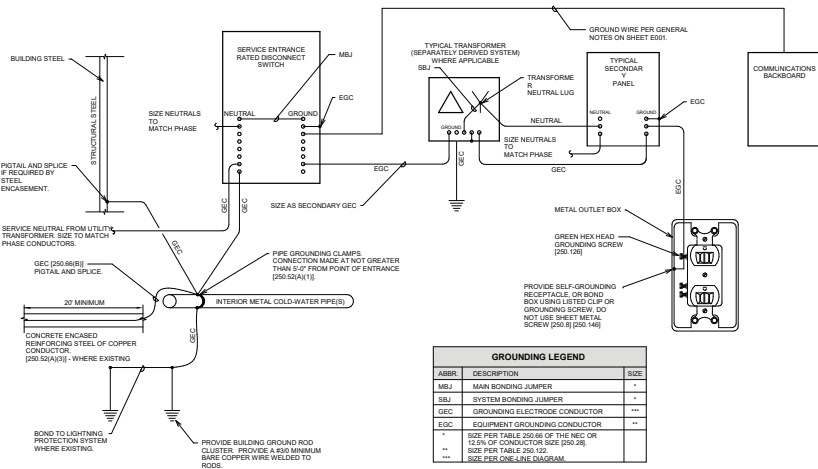 GROUND WIRE PER GENERAL
NOTES ON SHEET E001.
BUILDING STEEL
STRUCTURAL STEEL
SERVICE ENTRANCE
RATED DISCONNECT
SWITCH
MBJ
NEUTRAL
GROUND
EGC
SIZE NEUTRALS
TO
MATCH PHASE
TYPICAL TRANSFORMER
(SEPARATELY DERIVED SYSTEM)
WHERE APPLICABLE
SBJ
TRANSFORME
R
NEUTRAL LUG
GROUND
NEUTRAL
SIZE NEUTRALS
TO
MATCH PHASE
TYPICAL
SECONDAR
Y
PANEL
NEUTRAL
GROUND
EGC
COMMUNICATIONS
BACKBOARD
EGC
GEC
GEC
SIZE AS SECONDARY GEC
EGC
PIGTAIL AND SPLICE
IF REQUIRED BY
STEEL
ENCASEMENT.
GEC
GEC
SERVICE NEUTRAL FROM UTILITY
TRANSFORMER. SIZE TO MATCH
PHASE CONDUCTORS.
GEC
GEC [250.66(B)]
PIGTAIL AND SPLICE.
PIPE GROUNDING CLAMPS.
CONNECTION MADE AT NOT GREATER
THAN 5'-0" FROM POINT OF ENTRANCE
[250.52(A)(1)].
20' MINIMUM
INTERIOR METAL COLD-WATER PIPE(S)
GEC
CONCRETE ENCASED
REINFORCING STEEL OF COPPER
CONDUCTOR.
[250.52(A)(3)] - WHERE EXISTING
BOND TO LIGHTNING
PROTECTION SYSTEM
WHERE EXISTING.
PROVIDE BUILDING GROUND ROD
CLUSTER. PROVIDE A #3/0 MINIMUM
BARE COPPER WIRE WELDED TO
RODS.
METAL OUTLET BOX
GREEN HEX HEAD
GROUNDING SCREW
[250.126]
PROVIDE SELF-GROUNDING
RECEPTACLE, OR BOND
BOX USING LISTED CLIP OR
GROUNDING SCREW, DO
NOT USE SHEET METAL
SCREW [250.8] [250.146]
GROUNDING LEGEND
ABBR. DESCRIPTION SIZE
MBJ MAIN BONDING JUMPER *
SBJ SYSTEM BONDING JUMPER *
GEC GROUNDING ELECTRODE CONDUCTOR ***
EGC EQUIPMENT GROUNDING CONDUCTOR **
* SIZE PER TABLE 250.66 OF THE NEC OR
12.5% OF CONDUCTOR SIZE [250.28].
** SIZE PER TABLE 250.122.
*** SIZE PER ONE-LINE DIAGRAM.